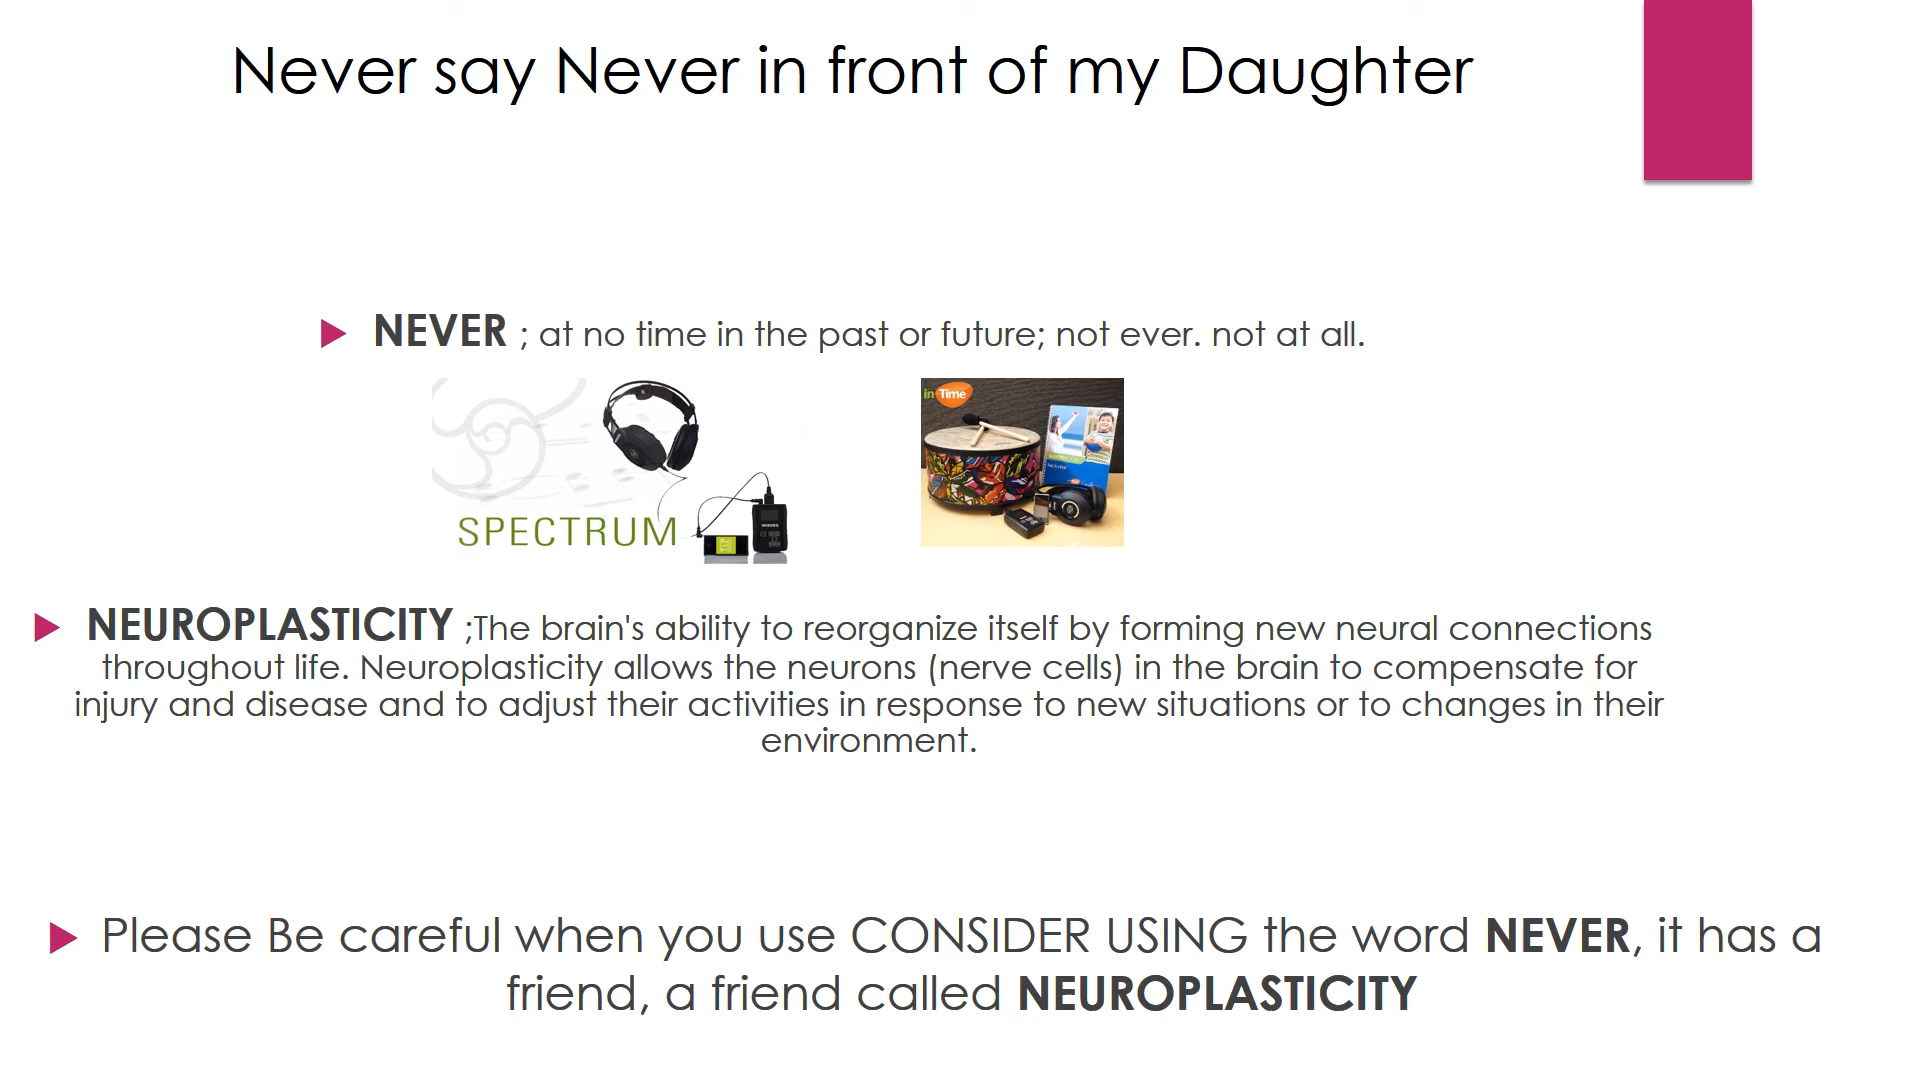 Never say Never in front of my Daughter
NEVER ; at no time in the past or future; not ever. not at all.
in Time
SPECTRUM
waves
TLP
NEUROPLASTICITY ;The brain's ability to reorganize itself by forming new neural connections
throughout life. Neuroplasticity allows the neurons (nerve cells) in the brain to compensate for
injury and disease and to adjust their activities in response to new situations or to changes in their
environment.
Please Be careful when you use CONSIDER USING the word NEVER, it has a
friend, a friend called NEUROPLASTICITY